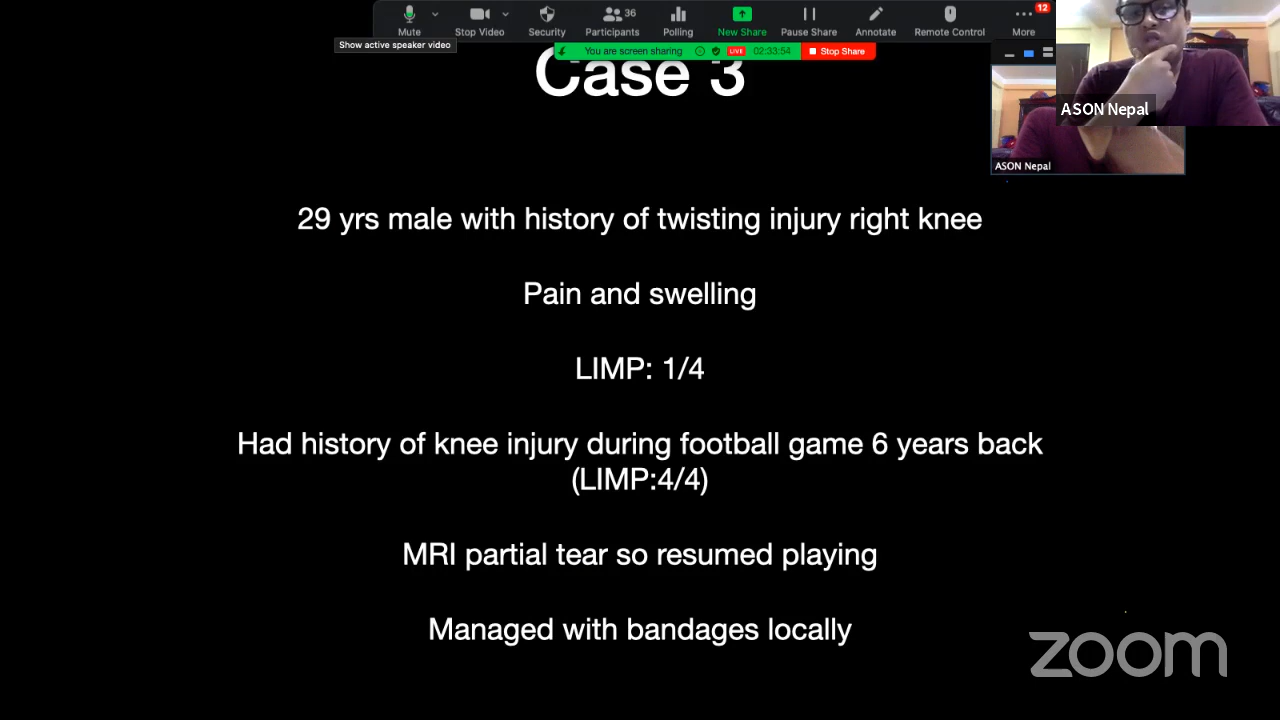 Mute
Stop Video
Security
36
Participants
Polling
New Share
Pause Share
Annotate
Remote Control
12
More
Show active speaker video
You are screen sharing
LIVE
02:33:54
Stop Share
ASON Nepal
ASON Nepal
Case 3
29 yrs male with history of twisting injury right knee
Pain and swelling
LIMP: 1/4
Had history of knee injury during football game 6 years back
(LIMP:4/4)
MRI partial tear so resumed playing
Managed with bandages locally
zoom